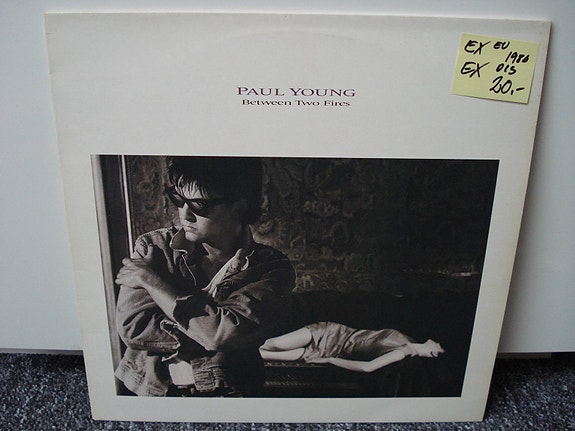 PAUL YOUNG
Between Two Fires
EX EU 1986
EX OIS
20,-